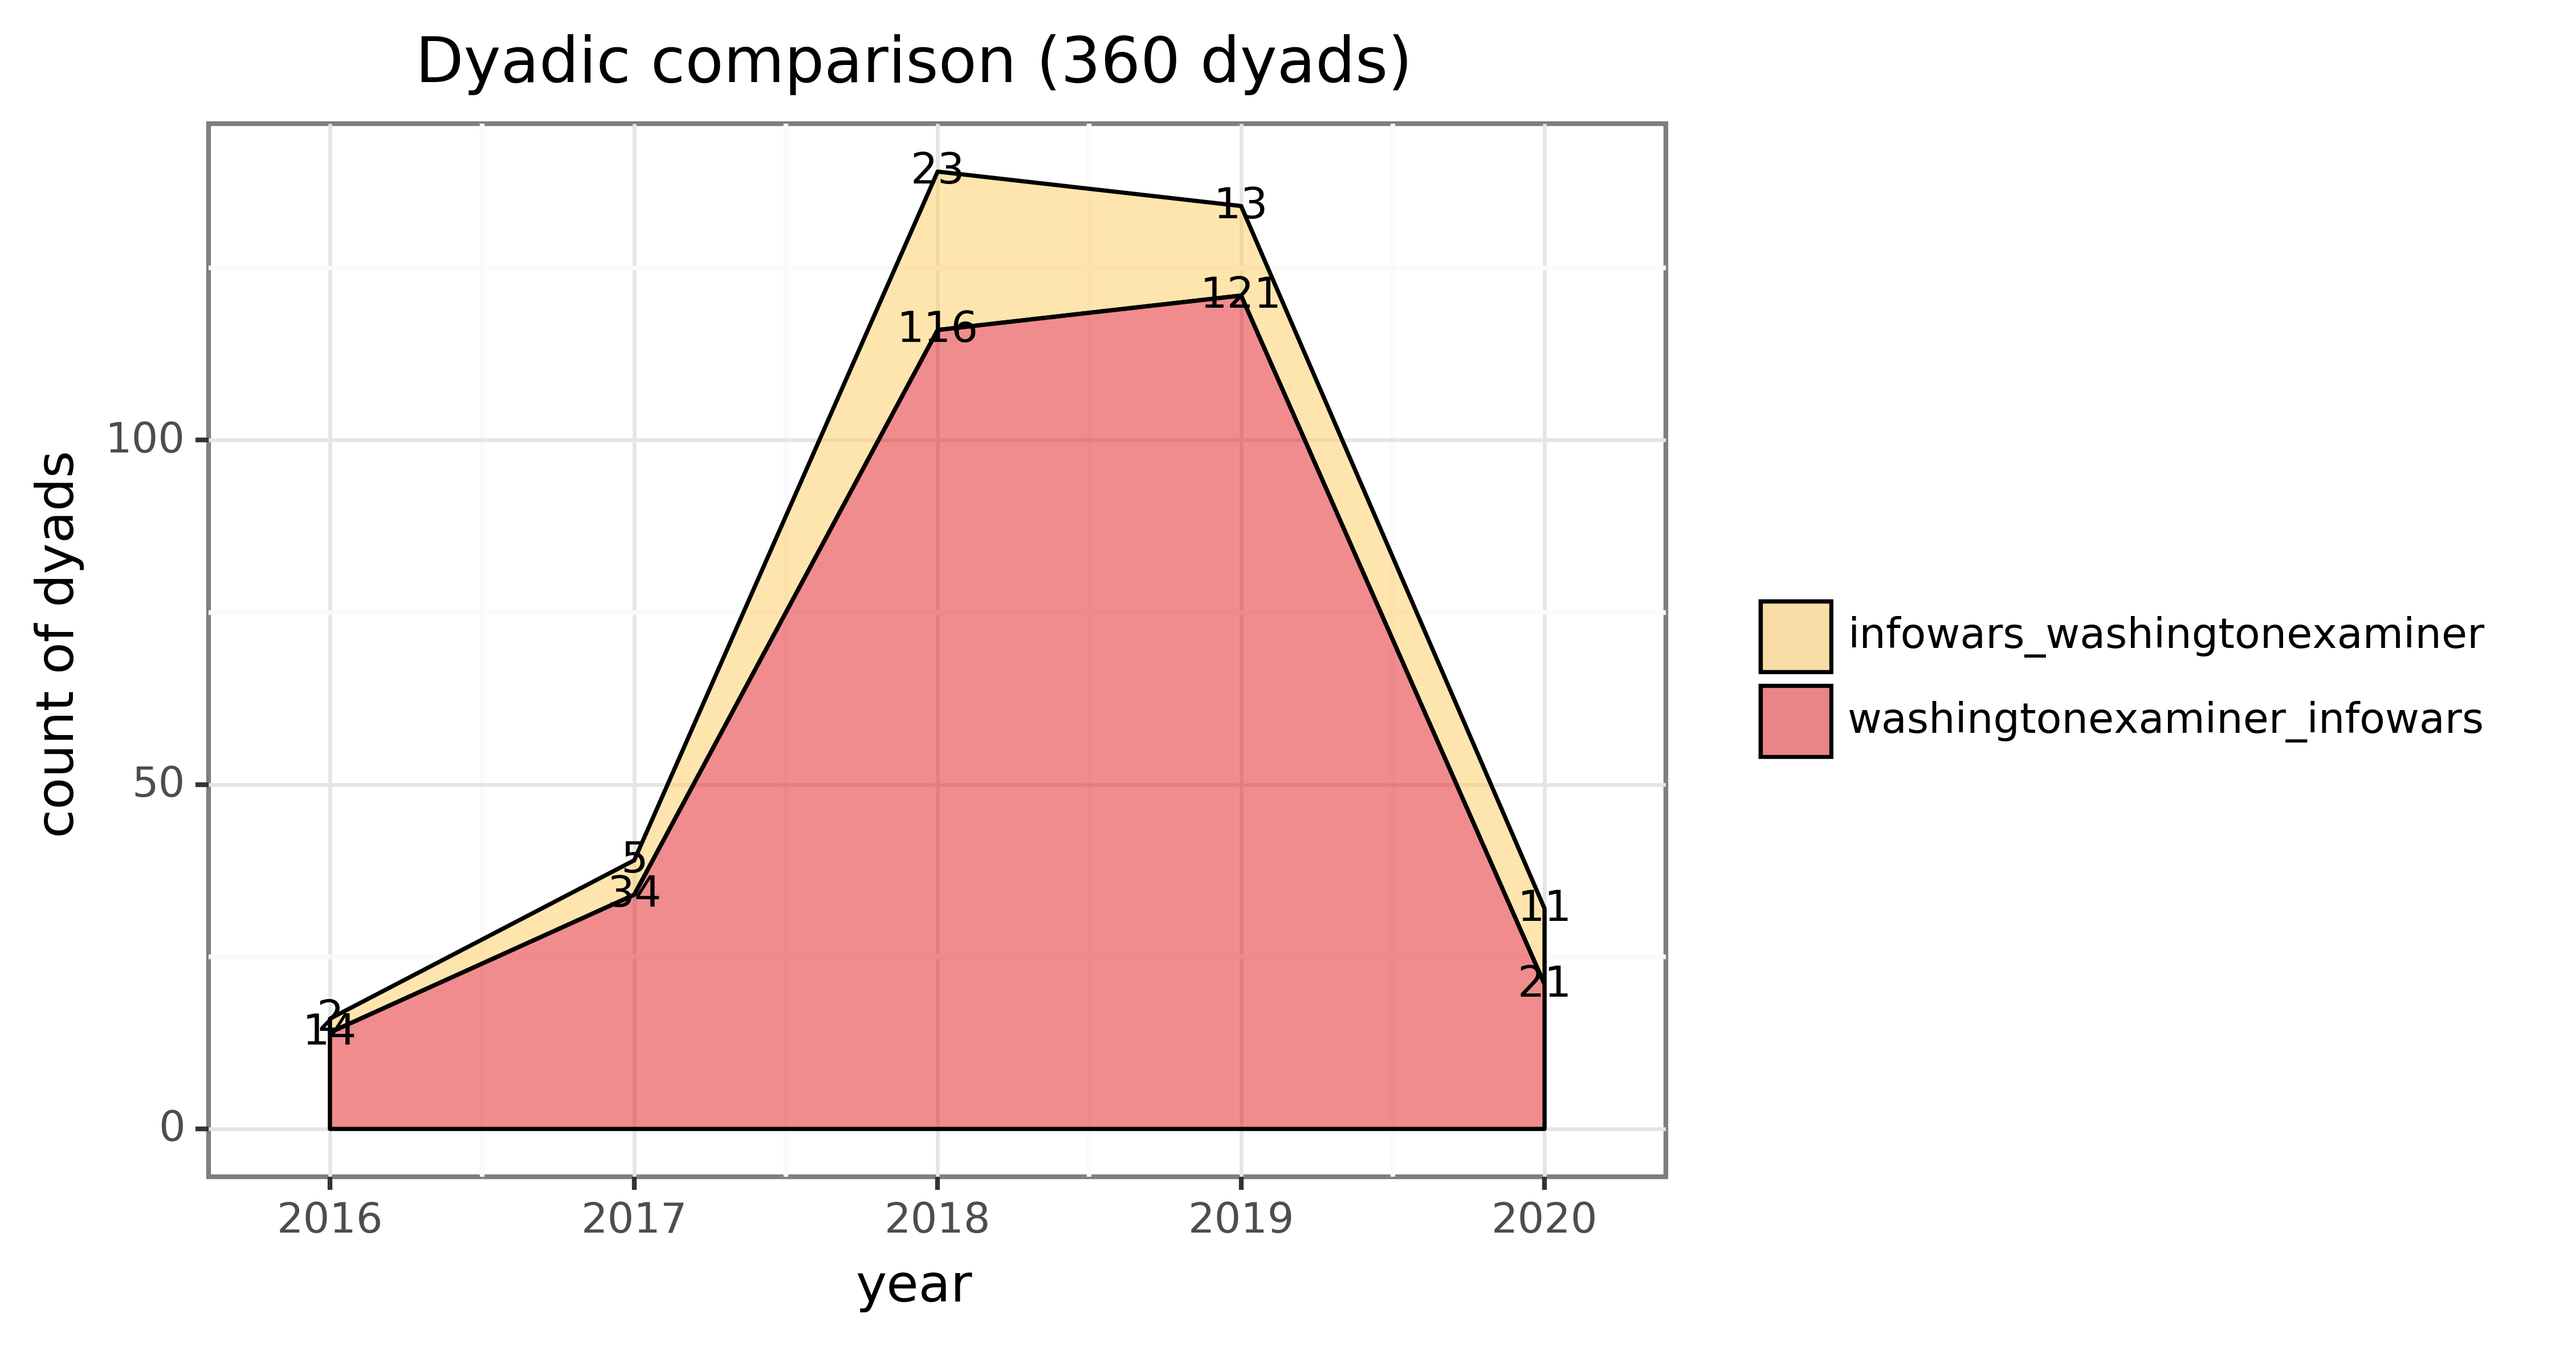 Dyadic comparison (360 dyads)
23
13
121
116
100
count of dyads
infowars_washingtonexaminer
washingtonexaminer_infowars
50
5
34
11
21
2
14
0
2016 2017 2018 2019 2020
year